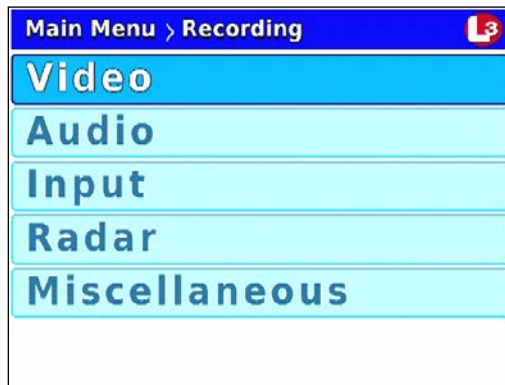 Main Menu > Recording
L3
Video
Audio
Input
Radar
Miscellaneous